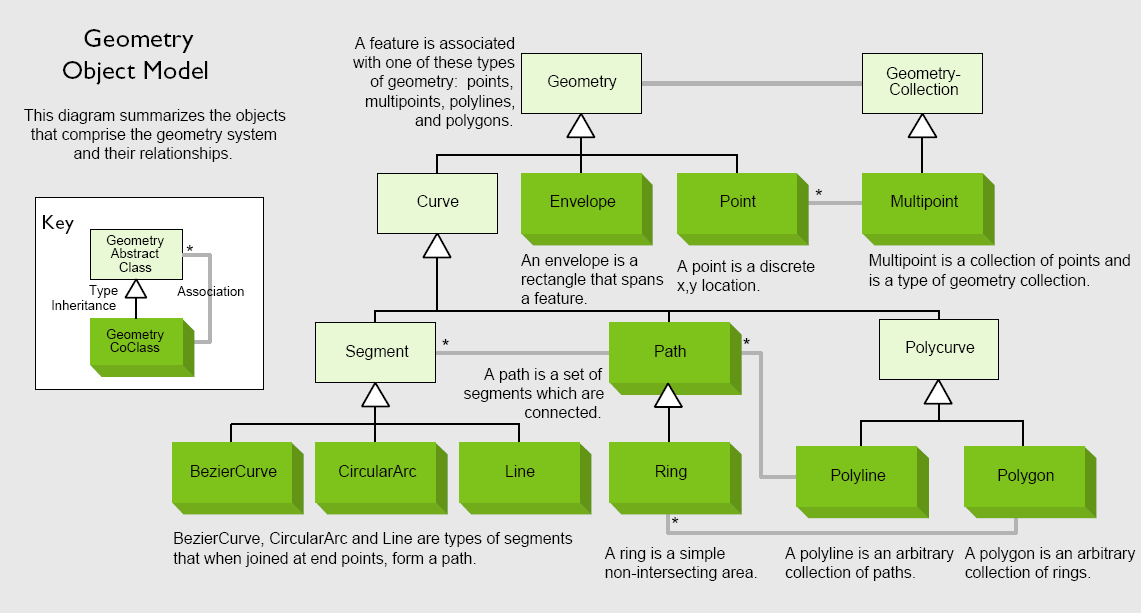 Geometry
Object Model
This diagram summarizes the objects
that comprise the geometry system
and their relationships.
Key
Geometry
Abstract
Class
*
Type
Inheritance
Association
Geometry
CoClass
A feature is associated
with one of these types
of geometry: points,
multipoints, polylines,
and polygons.
Geometry
Geometry-
Collection
Curve
Envelope
Point
*
Multipoint
An envelope is a
rectangle that spans
a feature.
A point is a discrete
x,y location.
Multipoint is a collection of points and
is a type of geometry collection.
Segment
*
Path
*
Polycurve
A path is a set of
segments which are
connected.
BezierCurve
CircularArc
Line
Ring
Polyline
Polygon
*
BezierCurve, CircularArc and Line are types of segments
that when joined at end points, form a path.
A ring is a simple
non-intersecting area.
A polyline is an arbitrary
collection of paths.
A polygon is an arbitrary
collection of rings.